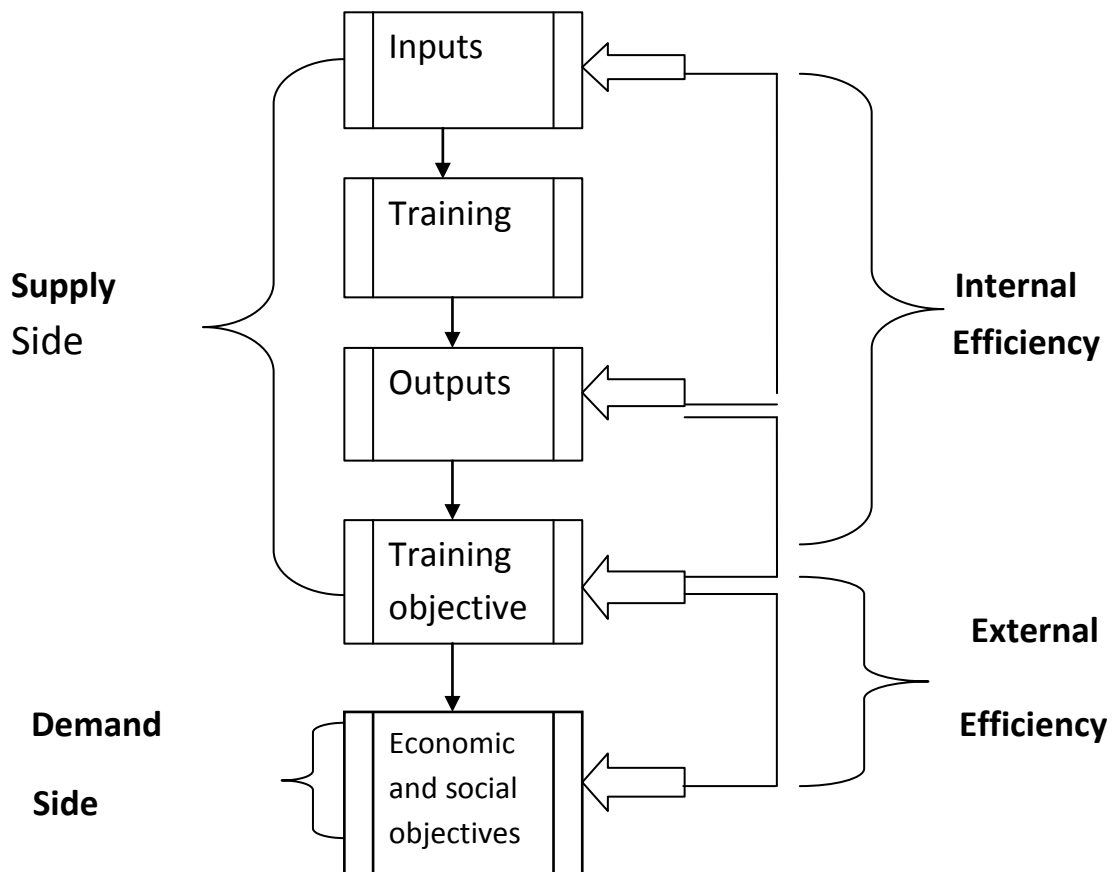 Inputs
Training
Supply
Side
Internal
Efficiency
Outputs
Training
objective
External
Efficiency
Demand
Side
Economic
and social
objectives